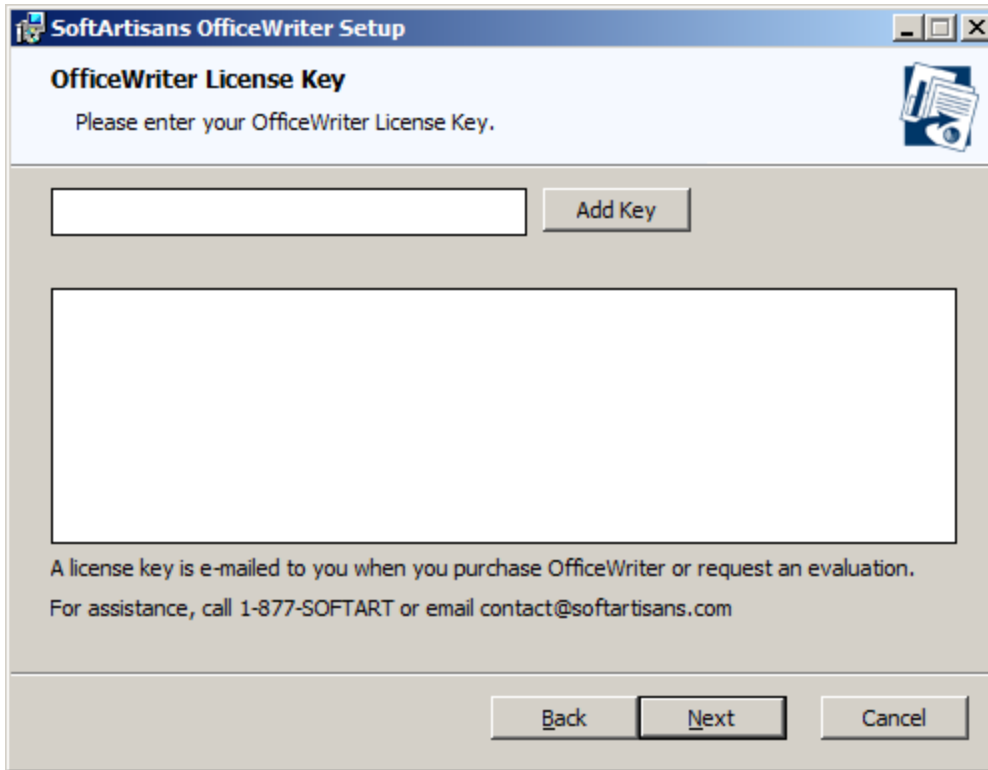 SoftArtisans OfficeWriter Setup
OfficeWriter License Key
Please enter your OfficeWriter License Key.
Add Key
A license key is e-mailed to you when you purchase OfficeWriter or request an evaluation.
For assistance, call 1-877-SOFTART or email contact@softartisans.com
Back Next Cancel